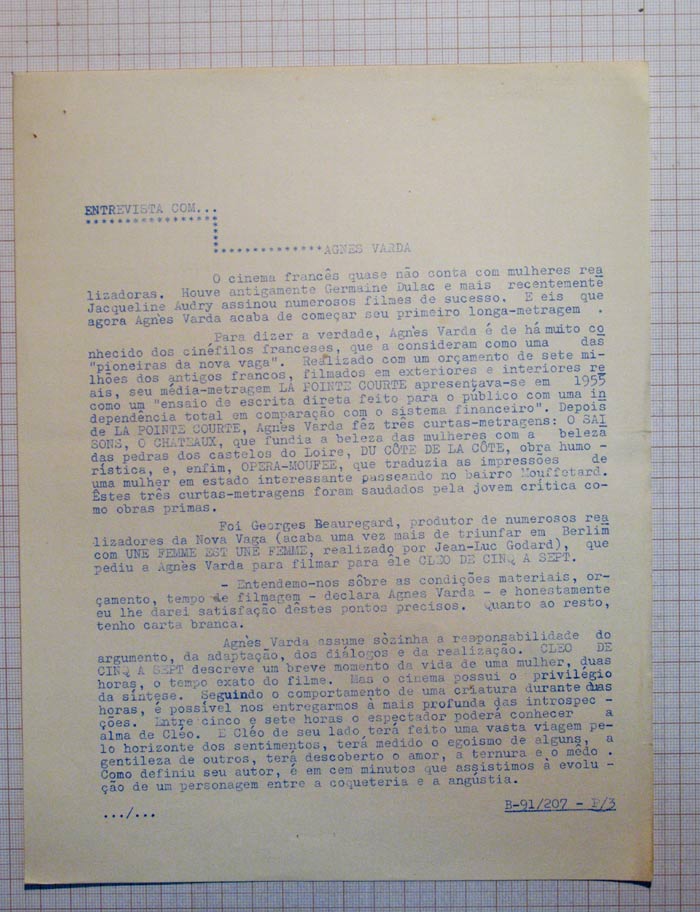 ENTREVISTA COM...
AGNES VARDA
O cinema francês quase não conta com mulheres rea
lizadoras. Houve antigamente Germaine Dulac e mais recentemente
Jacqueline Audry assinou numerosos filmes de sucesso. E eis que
agora Agnès Varda acaba de começar seu primeiro longa-metragem .
Para dizer a verdade, Agnès Varda é de há muito co
nhecido dos cinéfilos franceses, que a consideram como uma das
"pioneiras da nova vaga". Realizado com um orçamento de sete mi-
lhões dos antigos francos, filmados em exteriores e interiores re
ais, seu média-metragem LA POINTE COURTE apresentava-se em 1955
como um "ensaio de escrita direta feito para o público com uma in
dependência total em comparação com o sistema financeiro". Depois
de LA POINTE COURTE, Agnès Varda fêz três curtas-metragens: O SAI
SONS, O CHATEAUX, que fundia a beleza das mulheres com a beleza
das pedras dos castelos do Loire, DU CÔTE DE LA CÔTE, obra humo -
rística, e, enfim, OPERA-MOUFEE, que traduzia as impressões de
uma mulher em estado interessante passeando no bairro Mouffetard.
Êstes três curtas-metragens foram saudados pela jovem crítica co-
mo obras primas.
Foi Georges Beauregard, produtor de numerosos rea
lizadores da Nova Vaga (acaba uma vez mais de triunfar em Berlim
com UNE FEMME EST UNE FEMME, realizado por Jean-Luc Godard), que
pediu a Agnès Varda para filmar para êle CLEO DE CINQ A SEPT.
- Entendemo-nos sôbre as condições materiais, or-
çamento, tempo de filmagem - declara Agnès Varda - e honestamente
eu lhe darei satisfação dêstes pontos precisos. Quanto ao resto,
tenho carta branca.
Agnès Varda assume sòzinha a responsabilidade do
argumento, da adaptação, dos diálogos e da realização. CLEO DE
CINQ A SEPT descreve um breve momento da vida de uma mulher, duas
horas, o tempo exato do filme. Mas o cinema possui o privilégio
da síntese. Seguindo o comportamento de uma criatura durante duas
horas, é possível nos entregarmos à mais profunda das introspec -
ções. Entre cinco e sete horas o espectador poderá conhecer a
alma de Cléo. E Cléo de seu lado terá feito uma vasta viagem pe-
lo horizonte dos sentimentos, terá medido o egoismo de alguns, a
gentileza de outros, terá descoberto o amor, a ternura e o mêdo .
Como definiu seu autor, é em cem minutos que assistimos à evolu -
ção de um personagem entre a coqueteria e a angústia.
B-91/207 - P/3
.../...